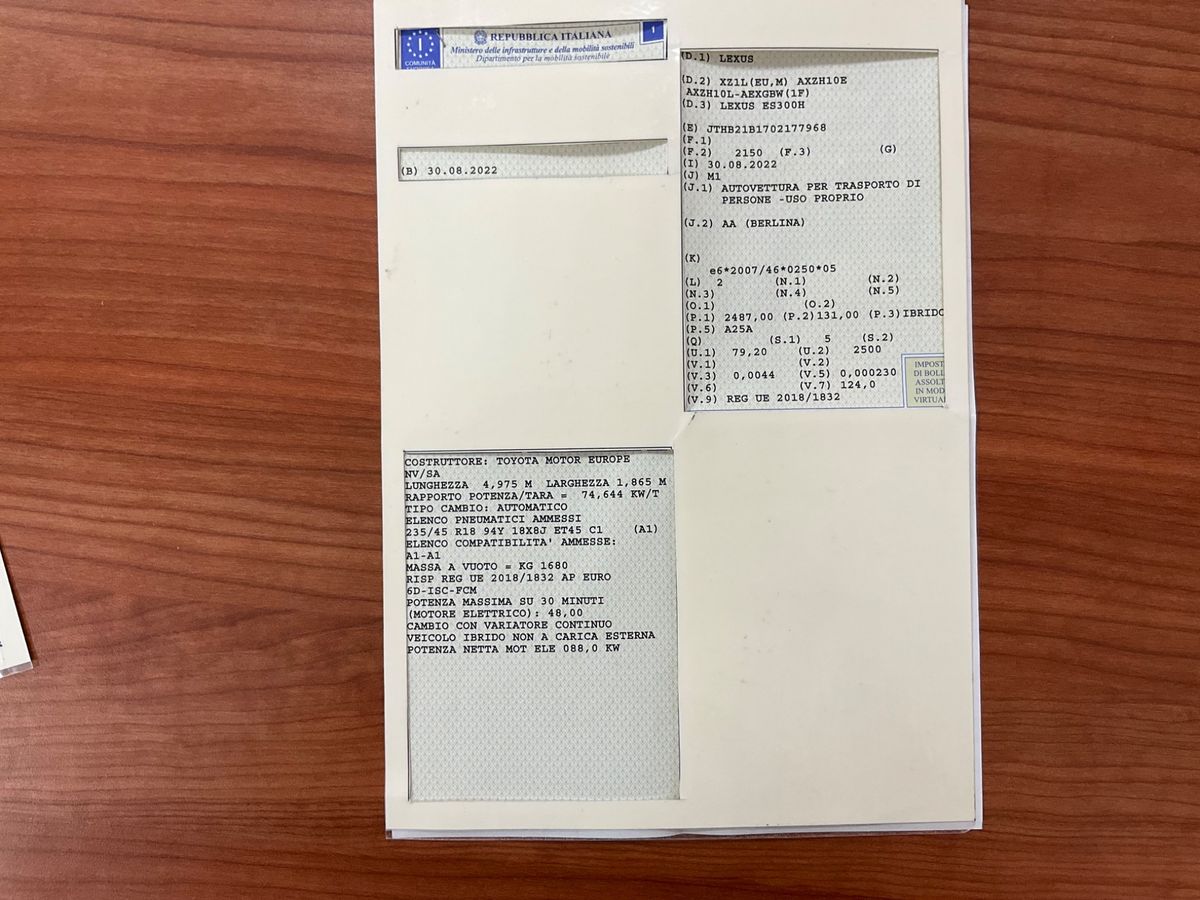 I
COMUNITÀ
REPUBBLICA ITALIANA
Ministero delle infrastrutture e della mobilità sostenibili
Dipartimento per la mobilità sostenibile
1
(B) 30.08.2022
(D.1) LEXUS
(D.2) XZ1L(EU,M) AXZH10E
AXZH10L-AEXGBW(1F)
(D.3) LEXUS ES300H
(E) JTHB21B1702177968
(F.1)
(F.2) 2150 (F.3) (G)
(I) 30.08.2022
(J) M1
(J.1) AUTOVETTURA PER TRASPORTO DI
PERSONE -USO PROPRIO
(J.2) AA (BERLINA)
(K)
e6*2007/46*0250*05
(L) 2 (N.1) (N.2)
(N.3) (N.4) (N.5)
(O.1) (O.2)
(P.1) 2487,00 (P.2)131,00 (P.3)IBRIDO
(P.5) A25A
(Q) (S.1) 5 (S.2)
(U.1) 79,20 (U.2) 2500
(V.1) (V.2)
(V.3) 0,0044 (V.5) 0,000230
(V.6) (V.7) 124,0
(V.9) REG UE 2018/1832
IMPOST
DI BOLL
ASSOLT
IN MOD
VIRTUA
COSTRUTTORE: TOYOTA MOTOR EUROPE
NV/SA
LUNGHEZZA 4,975 M LARGHEZZA 1,865 M
RAPPORTO POTENZA/TARA = 74,644 KW/T
TIPO CAMBIO: AUTOMATICO
ELENCO PNEUMATICI AMMESSI
235/45 R18 94Y 18X8J ET45 C1 (A1)
ELENCO COMPATIBILITA' AMMESSE:
A1-A1
MASSA A VUOTO = KG 1680
RISP REG UE 2018/1832 AP EURO
6D-ISC-FCM
POTENZA MASSIMA SU 30 MINUTI
(MOTORE ELETTRICO): 48,00
CAMBIO CON VARIATORE CONTINUO
VEICOLO IBRIDO NON A CARICA ESTERNA
POTENZA NETTA MOT ELE 088,0 KW